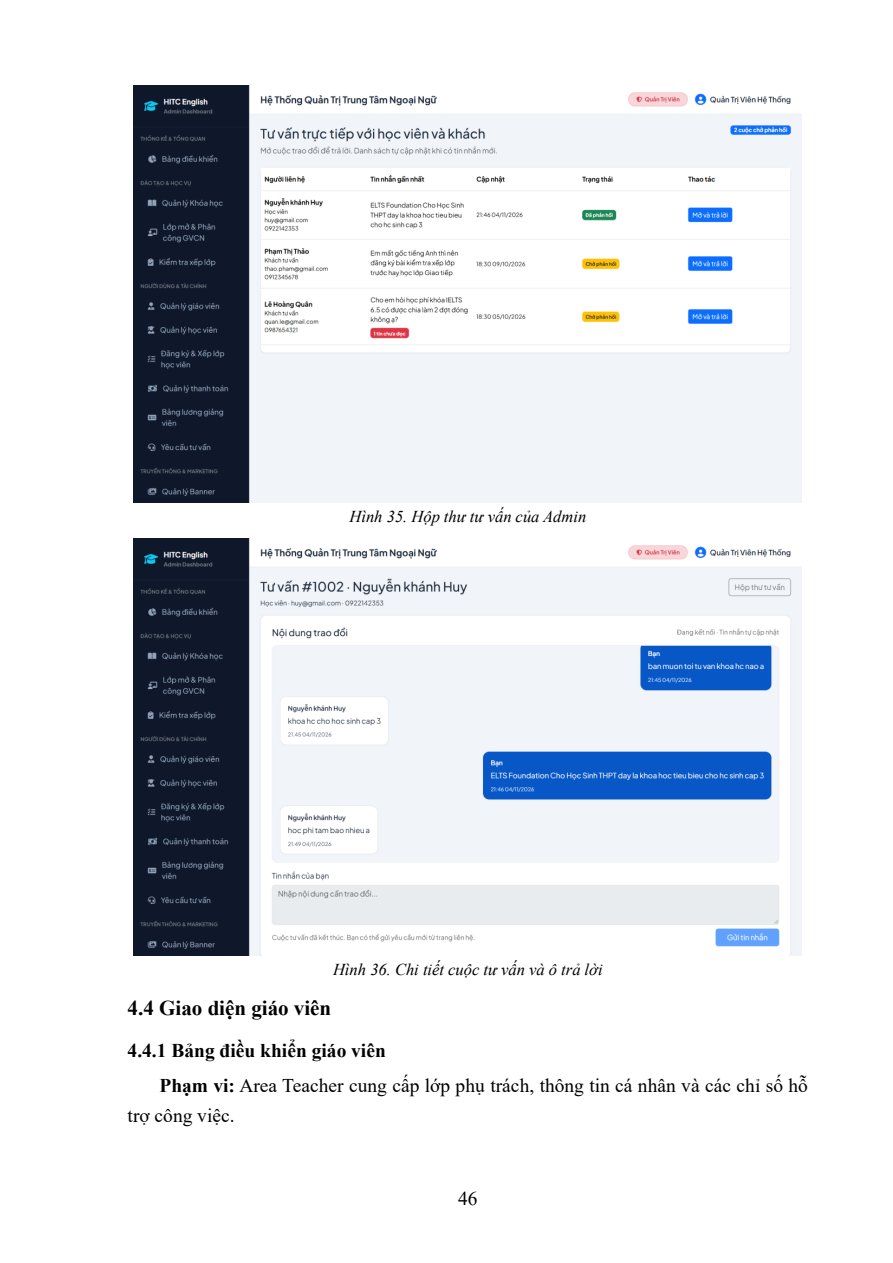 HITC English
Admin Dashboard
THỐNG KÊ & TỔNG QUAN
Bảng điều khiển
ĐÀO TẠO & HỌC VỤ
Quản lý Khóa học
Lớp mở & Phân
công GVCN
Kiểm tra xếp lớp
NGƯỜI DÙNG & TÀI CHÍNH
Quản lý giáo viên
Quản lý học viên
Đăng ký & Xếp lớp
học viên
Quản lý thanh toán
Bảng lương giảng
viên
Yêu cầu tư vấn
TRUYỀN THÔNG & MARKETING
Quản lý Banner
Hệ Thống Quản Trị Trung Tâm Ngoại Ngữ
Quản Trị Viên
Quản Trị Viên Hệ Thống
Tư vấn trực tiếp với học viên và khách
2 cuộc chờ phản hồi
Mở cuộc trao đổi để trả lời. Danh sách tự cập nhật khi có tin nhắn mới.
Người liên hệ Tin nhắn gần nhất Cập nhật Trạng thái Thao tác
Nguyễn khánh Huy
Học viên
huy@gmail.com
0922142353
ELTS Foundation Cho Học Sinh
THPT day la khoa hoc tieu bieu
cho hc sinh cap 3
21:46 04/11/2026
Đã phản hồi
Mở và trả lời
Phạm Thị Thảo
Khách tư vấn
thao.pham@gmail.com
0912345678
Em mất gốc tiếng Anh thì nên
đăng ký bài kiểm tra xếp lớp
trước hay học lớp Giao tiếp
18:30 09/10/2026
Chờ phản hồi
Mở và trả lời
Lê Hoàng Quân
Khách tư vấn
quan.le@gmail.com
0987654321
Cho em hỏi học phí khóa IELTS
6.5 có được chia làm 2 đợt đóng
không ạ?
1 tin chưa đọc
18:30 05/10/2026
Chờ phản hồi
Mở và trả lời
Hình 35. Hộp thư tư vấn của Admin
HITC English
Admin Dashboard
THỐNG KÊ & TỔNG QUAN
Bảng điều khiển
ĐÀO TẠO & HỌC VỤ
Quản lý Khóa học
Lớp mở & Phân
công GVCN
Kiểm tra xếp lớp
NGƯỜI DÙNG & TÀI CHÍNH
Quản lý giáo viên
Quản lý học viên
Đăng ký & Xếp lớp
học viên
Quản lý thanh toán
Bảng lương giảng
viên
Yêu cầu tư vấn
TRUYỀN THÔNG & MARKETING
Quản lý Banner
Hệ Thống Quản Trị Trung Tâm Ngoại Ngữ
Quản Trị Viên
Quản Trị Viên Hệ Thống
Tư vấn #1002 · Nguyễn khánh Huy
Hộp thư tư vấn
Học viên · huy@gmail.com · 0922142353
Nội dung trao đổi
Đang kết nối · Tin nhắn tự cập nhật
Bạn
ban muon toi tu van khoa hc nao a
21:45 04/11/2026
Nguyễn khánh Huy
khoa hc cho hoc sinh cap 3
21:45 04/11/2026
Bạn
ELTS Foundation Cho Học Sinh THPT day la khoa hoc tieu bieu cho hc sinh cap 3
21:46 04/11/2026
Nguyễn khánh Huy
hoc phi tam bao nhieu a
21:49 04/11/2026
Tin nhắn của bạn
Nhập nội dung cần trao đổi...
Cuộc tư vấn đã kết thúc. Bạn có thể gửi yêu cầu mới từ trang liên hệ.
Gửi tin nhắn
Hình 36. Chi tiết cuộc tư vấn và ô trả lời
4.4 Giao diện giáo viên
4.4.1 Bảng điều khiển giáo viên
Phạm vi: Area Teacher cung cấp lớp phụ trách, thông tin cá nhân và các chỉ số hỗ
trợ công việc.
46